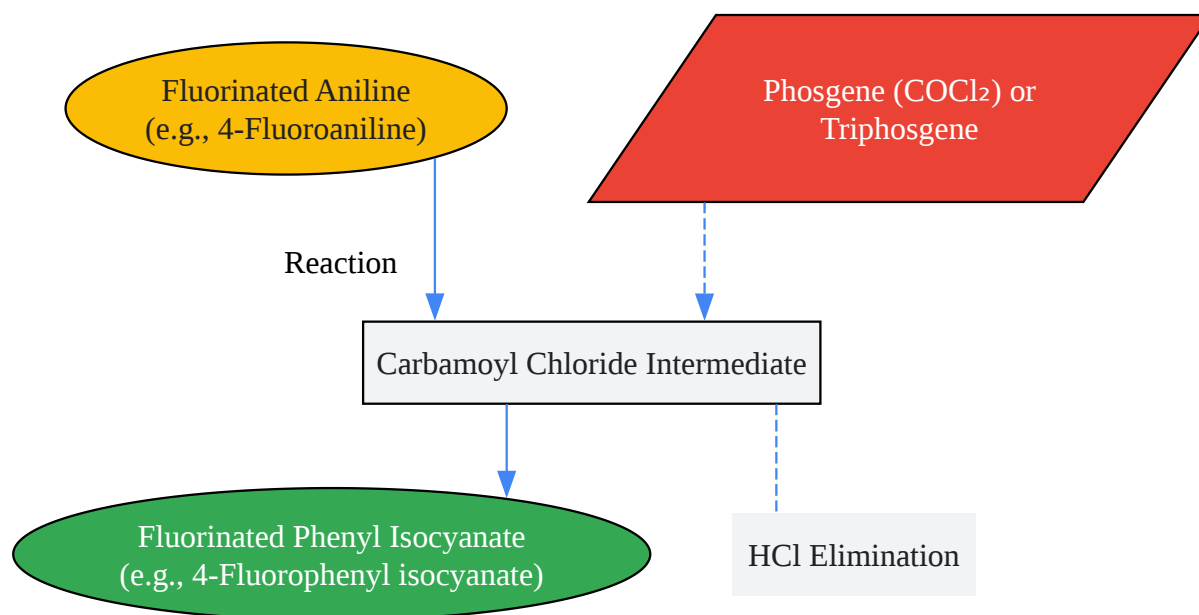 Fluorinated Aniline
(e.g., 4-Fluoroaniline)
Phosgene (COCl₂) or
Triphosgene
Reaction
Carbamoyl Chloride Intermediate
Fluorinated Phenyl Isocyanate
(e.g., 4-Fluorophenyl isocyanate)
HCl Elimination